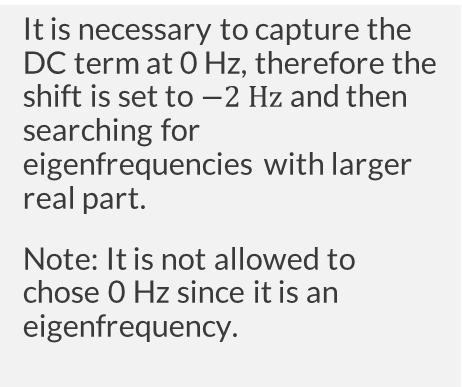 It is necessary to capture the
DC term at 0 Hz, therefore the
shift is set to −2 Hz and then
searching for
eigenfrequencies with larger
real part.
Note: It is not allowed to
chose 0 Hz since it is an
eigenfrequency.